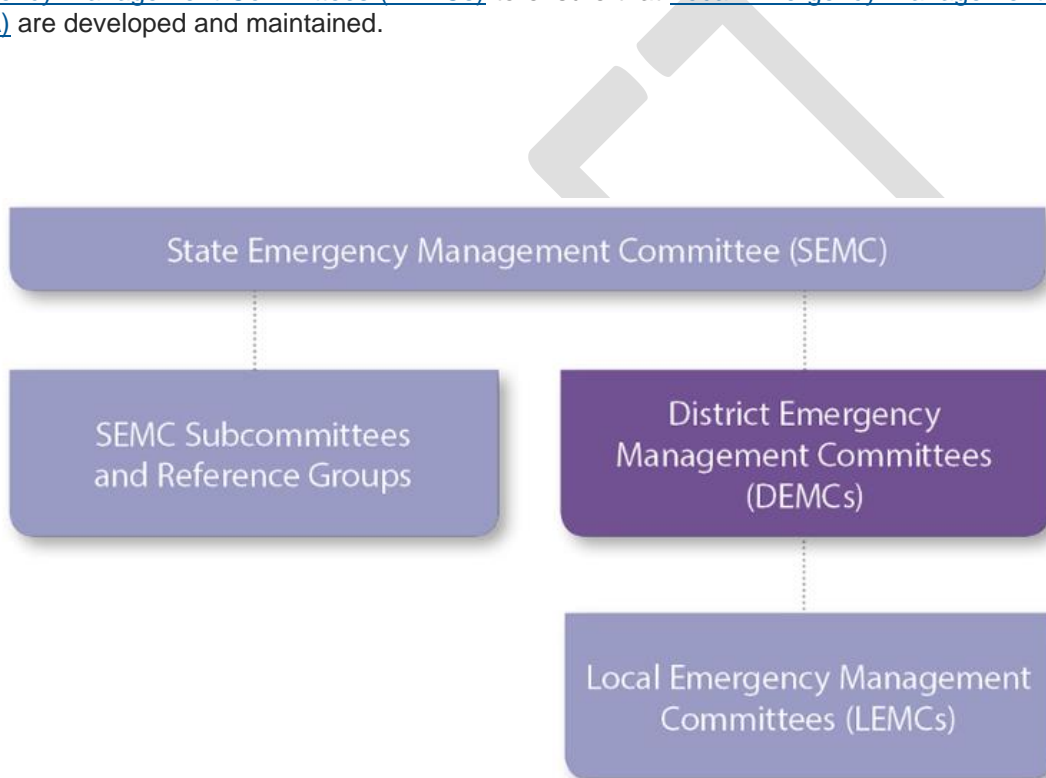 are developed and maintained.
State Emergency Management Committee (SEMC)
SEMC Subcommittees
and Reference Groups
District Emergency
Management Committees
(DEMCs)
Local Emergency Management
Committees (LEMCs)